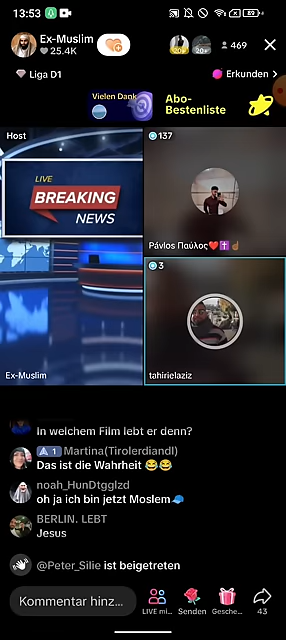 13:53
Ex-Muslim
25.4K
469
Liga D1
Erkunden >
Vielen Dank
Abo-
Bestenliste
Host
137
LIVE
BREAKING
NEWS
Pávlos Παύλος❤️✝️☝🏽
3
Ex-Muslim
tahirielaziz
In welchem Film lebt er denn?
1 Martina(Tirolerdiandl)
Das ist die Wahrheit 😂😂
noah_HunDtgglzd
oh ja ich bin jetzt Moslem🧢
BERLIN. LEBT
Jesus
@Peter_Silie ist beigetreten
Kommentar hinz...
LIVE mi...
Senden
Gesche...
43